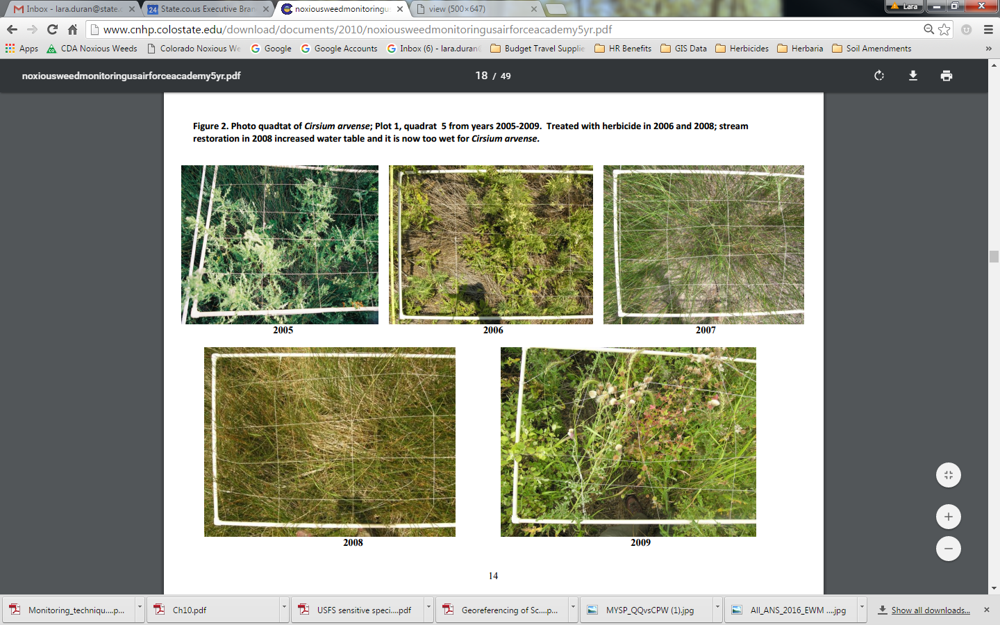 Inbox - lara.duran@state.c
24 State.co.us Executive Bran
noxiousweedmonitoringus
view (500×647)
Lara
www.cnhp.colostate.edu/download/documents/2010/noxiousweedmonitoringusairforceacademy5yr.pdf
Apps
CDA Noxious Weeds
Colorado Noxious We
Google
Google Accounts
Inbox (6) - lara.duran
Budget Travel Supplie
HR Benefits
GIS Data
Herbicides
Herbaria
Soil Amendments
»
noxiousweedmonitoringusairforceacademy5yr.pdf
18 / 49
Figure 2. Photo quadtat of Cirsium arvense; Plot 1, quadrat 5 from years 2005-2009. Treated with herbicide in 2006 and 2008; stream
restoration in 2008 increased water table and it is now too wet for Cirsium arvense.
2005
2006
2007
2008
2009
14
Monitoring_techniqu....p...
Ch10.pdf
USFS sensitive speci....pdf
Georeferencing of Sc....p...
MYSP_QQvsCPW (1).jpg
All_ANS_2016_EWM ....jpg
Show all downloads...